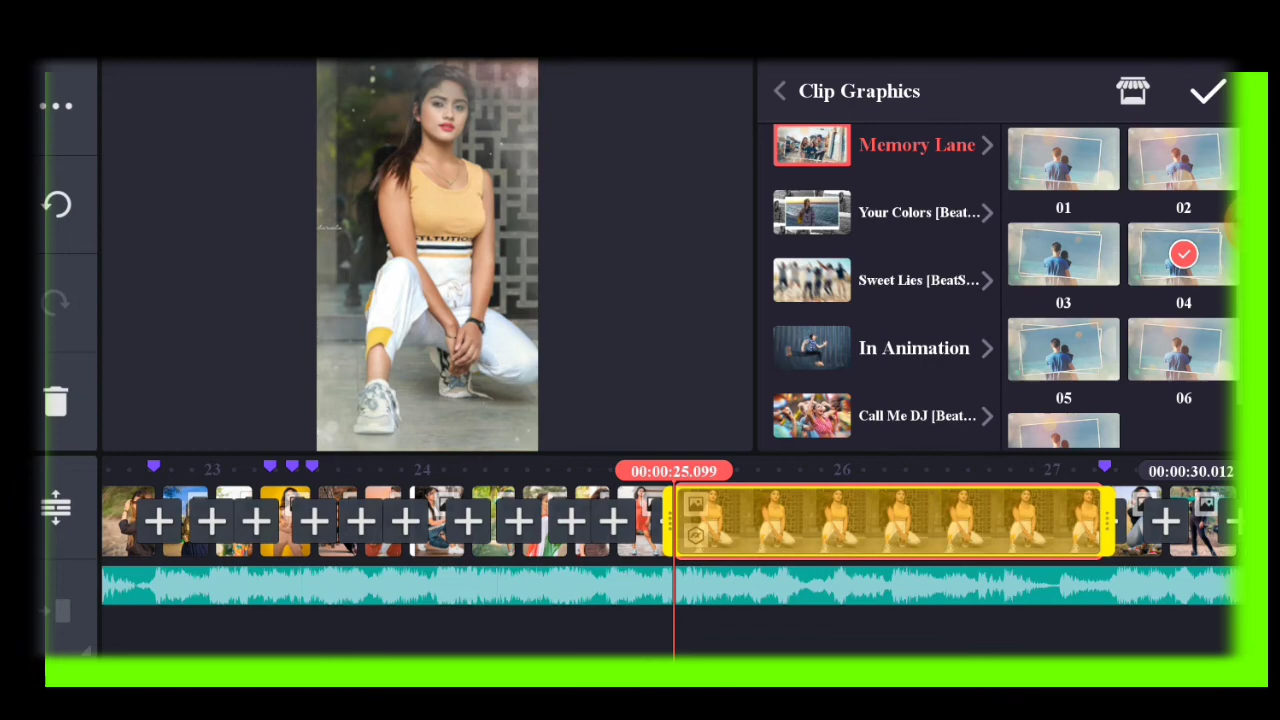 Clip Graphics
Memory Lane
Your Colors [Beat...
Sweet Lies [BeatS...
In Animation
Call Me DJ [Beat...
01
02
03
04
05
06
23
24
00:00:25.099
26
27
00:00:30.012